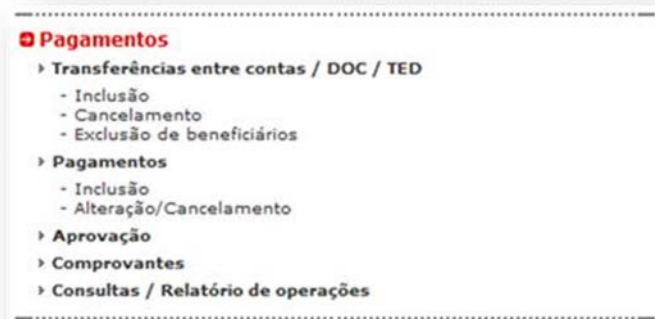 Pagamentos
Transferências entre contas / DOC / TED
- Inclusão
- Cancelamento
- Exclusão de beneficiários
Pagamentos
- Inclusão
- Alteração/Cancelamento
Aprovação
Comprovantes
Consultas / Relatório de operações